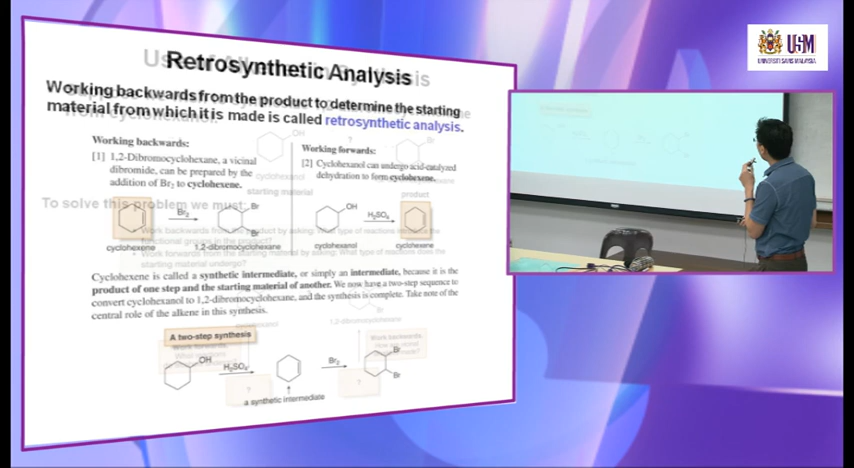 USM
UNIVERSITI SAINS MALAYSIA
Retrosynthetic Analysis
Working backwards from the product to determine the starting
material from which it is made is called retrosynthetic analysis.
Working backwards:
[1] 1,2-Dibromocyclohexane, a vicinal
dibromide, can be prepared by the
addition of Br2 to cyclohexene.
Br2
Br
Br
cyclohexene
1,2-dibromocyclohexane
Working forwards:
[2] Cyclohexanol can undergo acid-catalyzed
dehydration to form cyclohexene.
OH
H2SO4
cyclohexanol
cyclohexene
starting material
product
To solve this problem we must:
Cyclohexene is called a synthetic intermediate, or simply an intermediate, because it is the
product of one step and the starting material of another. We now have a two-step sequence to
convert cyclohexanol to 1,2-dibromocyclohexane, and the synthesis is complete. Take note of the
central role of the alkene in this synthesis.
A two-step synthesis
OH
H2SO4
Br2
Br
Br
a synthetic intermediate